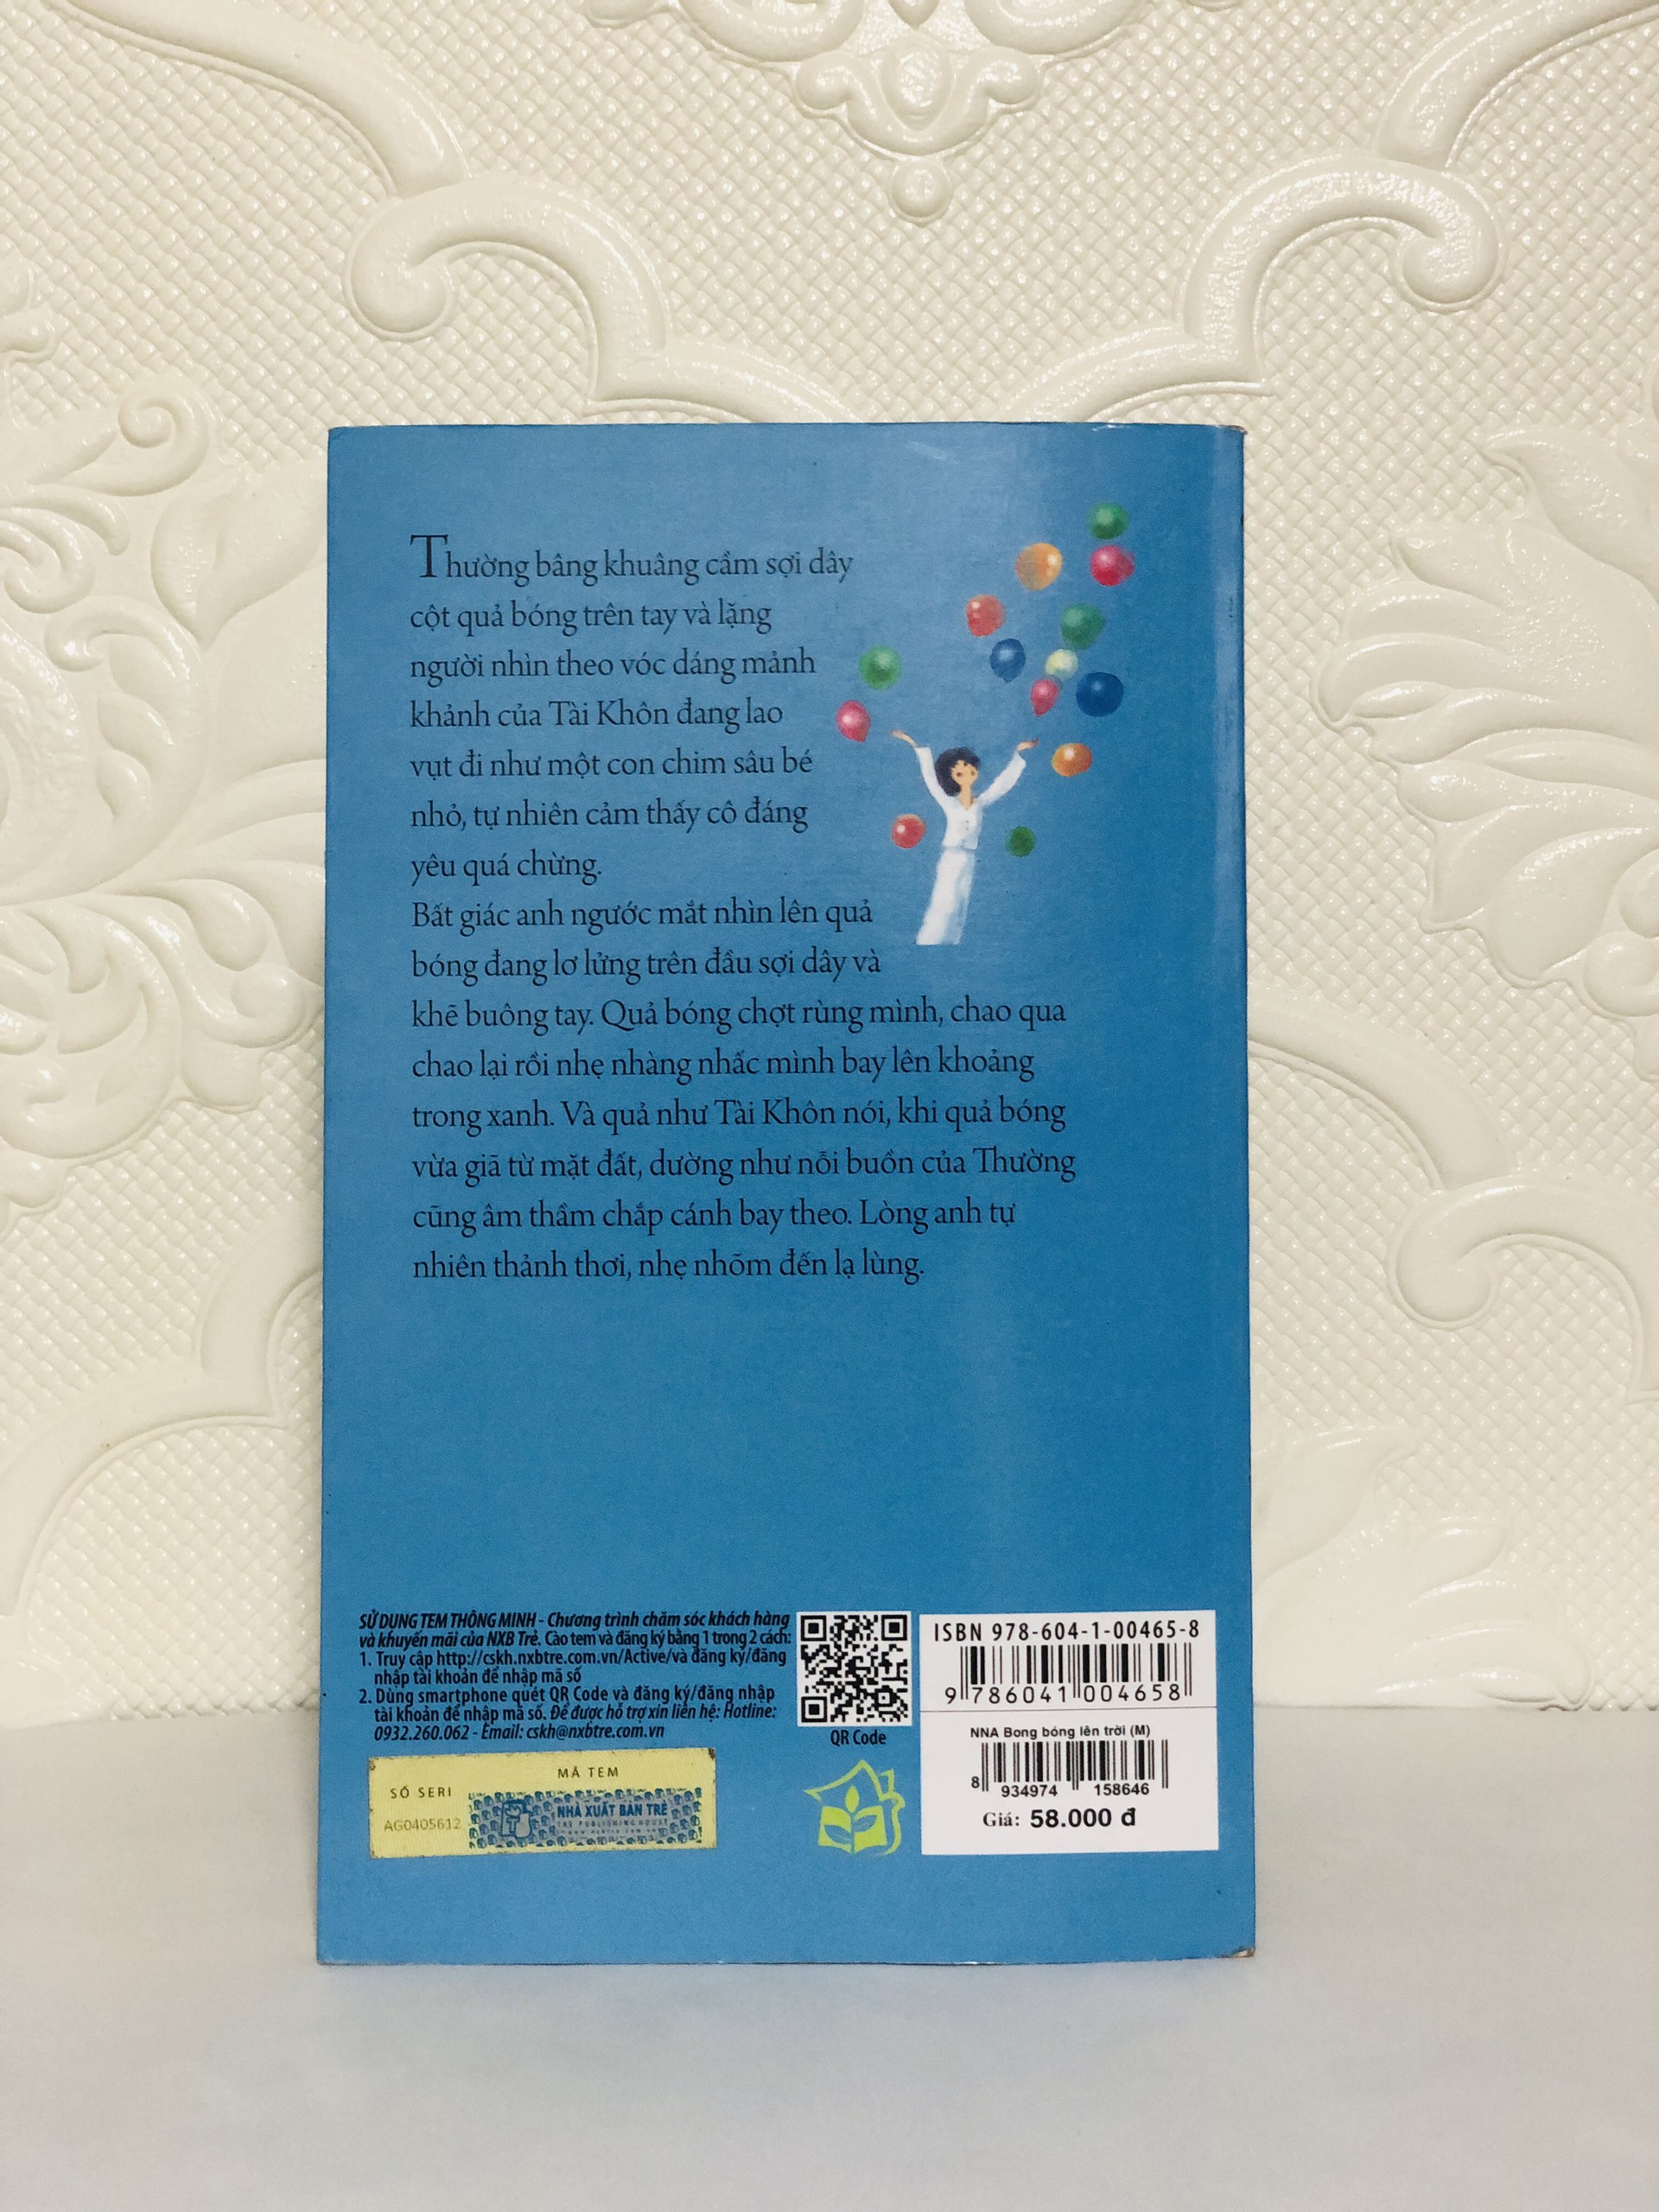 Thường bâng khuâng cầm sợi dây
cột quả bóng trên tay và lặng
người nhìn theo vóc dáng mảnh
khảnh của Tài Khôn đang lao
vụt đi như một con chim sâu bé
nhỏ, tự nhiên cảm thấy cô đáng
yêu quá chừng.
Bất giác anh ngước mắt nhìn lên quả
bóng đang lơ lửng trên đầu sợi dây và
khẽ buông tay. Quả bóng chợt rùng mình, chao qua
chao lại rồi nhẹ nhàng nhấc mình bay lên khoảng
trong xanh. Và quả như Tài Khôn nói, khi quả bóng
vừa giã từ mặt đất, dường như nỗi buồn của Thường
cũng âm thầm chắp cánh bay theo. Lòng anh tự
nhiên thảnh thơi, nhẹ nhõm đến lạ lùng.
SỬ DỤNG TEM THÔNG MINH - Chương trình chăm sóc khách hàng
và khuyến mãi của NXB Trẻ. Cào tem và đăng ký bằng 1 trong 2 cách:
1. Truy cập http://cskh.nxbtre.com.vn/Active/và đăng ký/đăng
nhập tài khoản để nhập mã số
2. Dùng smartphone quét QR Code và đăng ký/đăng nhập
tài khoản để nhập mã số. Để được hỗ trợ xin liên hệ: Hotline:
0932.260.062 - Email: cskh@nxbtre.com.vn
QR Code
ISBN 978-604-1-00465-8
9 786041 004658
NNA Bong bóng lên trời (M)
8 934974 158646
Giá: 58.000 đ
MÃ TEM
SỐ SERI
AG0405612
NHÀ XUẤT BẢN TRẺ
TRE PUBLISHING HOUSE